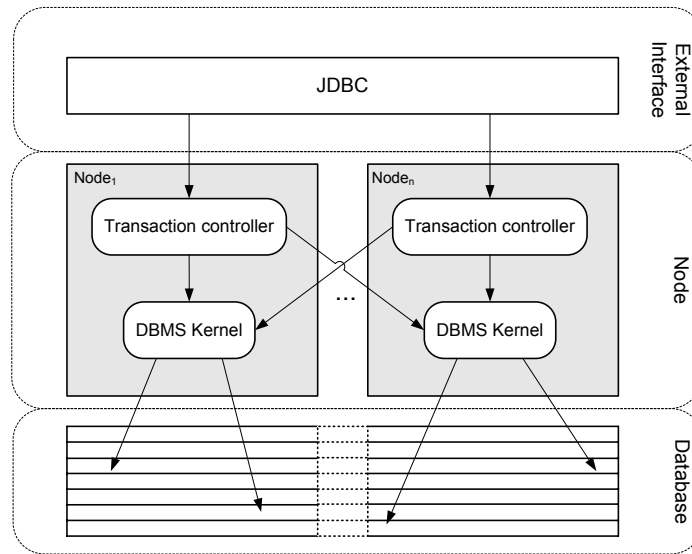 External
Interface
JDBC
Node₁
Nodeₙ
Transaction controller
Transaction controller
Node
...
DBMS Kernel
DBMS Kernel
Database